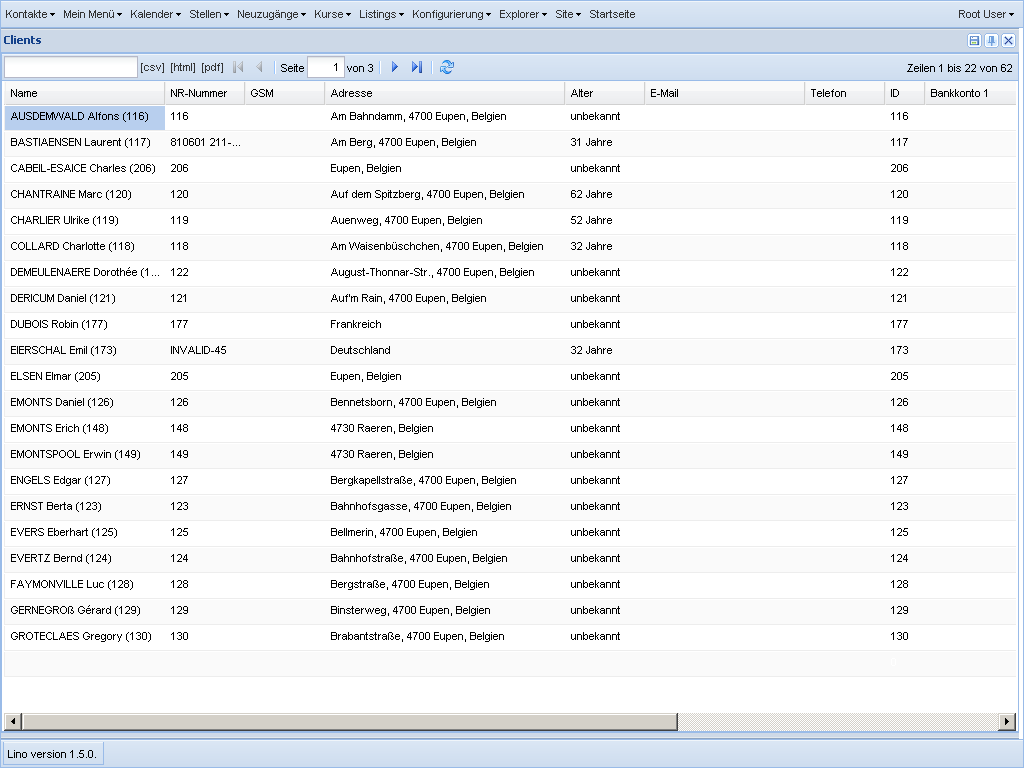 Kontakte Mein Menü Kalender Stellen Neuzugänge Kurse Listings Konfigurierung Explorer Site Startseite Root User
Clients
[csv] [html] [pdf] Seite 1 von 3 Zeilen 1 bis 22 von 62
Name NR-Nummer GSM Adresse Alter E-Mail Telefon ID Bankkonto 1
AUSDEMWALD Alfons (116) 116 Am Bahndamm, 4700 Eupen, Belgien unbekannt 116
BASTIAENSEN Laurent (117) 810601 211-... Am Berg, 4700 Eupen, Belgien 31 Jahre 117
CABEIL-ESAICE Charles (206) 206 Eupen, Belgien unbekannt 206
CHANTRAINE Marc (120) 120 Auf dem Spitzberg, 4700 Eupen, Belgien 62 Jahre 120
CHARLIER Ulrike (119) 119 Auenweg, 4700 Eupen, Belgien 52 Jahre 119
COLLARD Charlotte (118) 118 Am Waisenbüschchen, 4700 Eupen, Belgien 32 Jahre 118
DEMEULENAERE Dorothée (1... 122 August-Thonnar-Str., 4700 Eupen, Belgien unbekannt 122
DERICUM Daniel (121) 121 Auf'm Rain, 4700 Eupen, Belgien unbekannt 121
DUBOIS Robin (177) 177 Frankreich unbekannt 177
EIERSCHAL Emil (173) INVALID-45 Deutschland 32 Jahre 173
ELSEN Elmar (205) 205 Eupen, Belgien unbekannt 205
EMONTS Daniel (126) 126 Bennetsborn, 4700 Eupen, Belgien unbekannt 126
EMONTS Erich (148) 148 4730 Raeren, Belgien unbekannt 148
EMONTSPOOL Erwin (149) 149 4730 Raeren, Belgien unbekannt 149
ENGELS Edgar (127) 127 Bergkapellstraße, 4700 Eupen, Belgien unbekannt 127
ERNST Berta (123) 123 Bahnhofsgasse, 4700 Eupen, Belgien unbekannt 123
EVERS Eberhart (125) 125 Bellmerin, 4700 Eupen, Belgien unbekannt 125
EVERTZ Bernd (124) 124 Bahnhofstraße, 4700 Eupen, Belgien unbekannt 124
FAYMONVILLE Luc (128) 128 Bergstraße, 4700 Eupen, Belgien unbekannt 128
GERNEGROß Gérard (129) 129 Binsterweg, 4700 Eupen, Belgien unbekannt 129
GROTECLAES Gregory (130) 130 Brabantstraße, 4700 Eupen, Belgien unbekannt 130
Lino version 1.5.0.